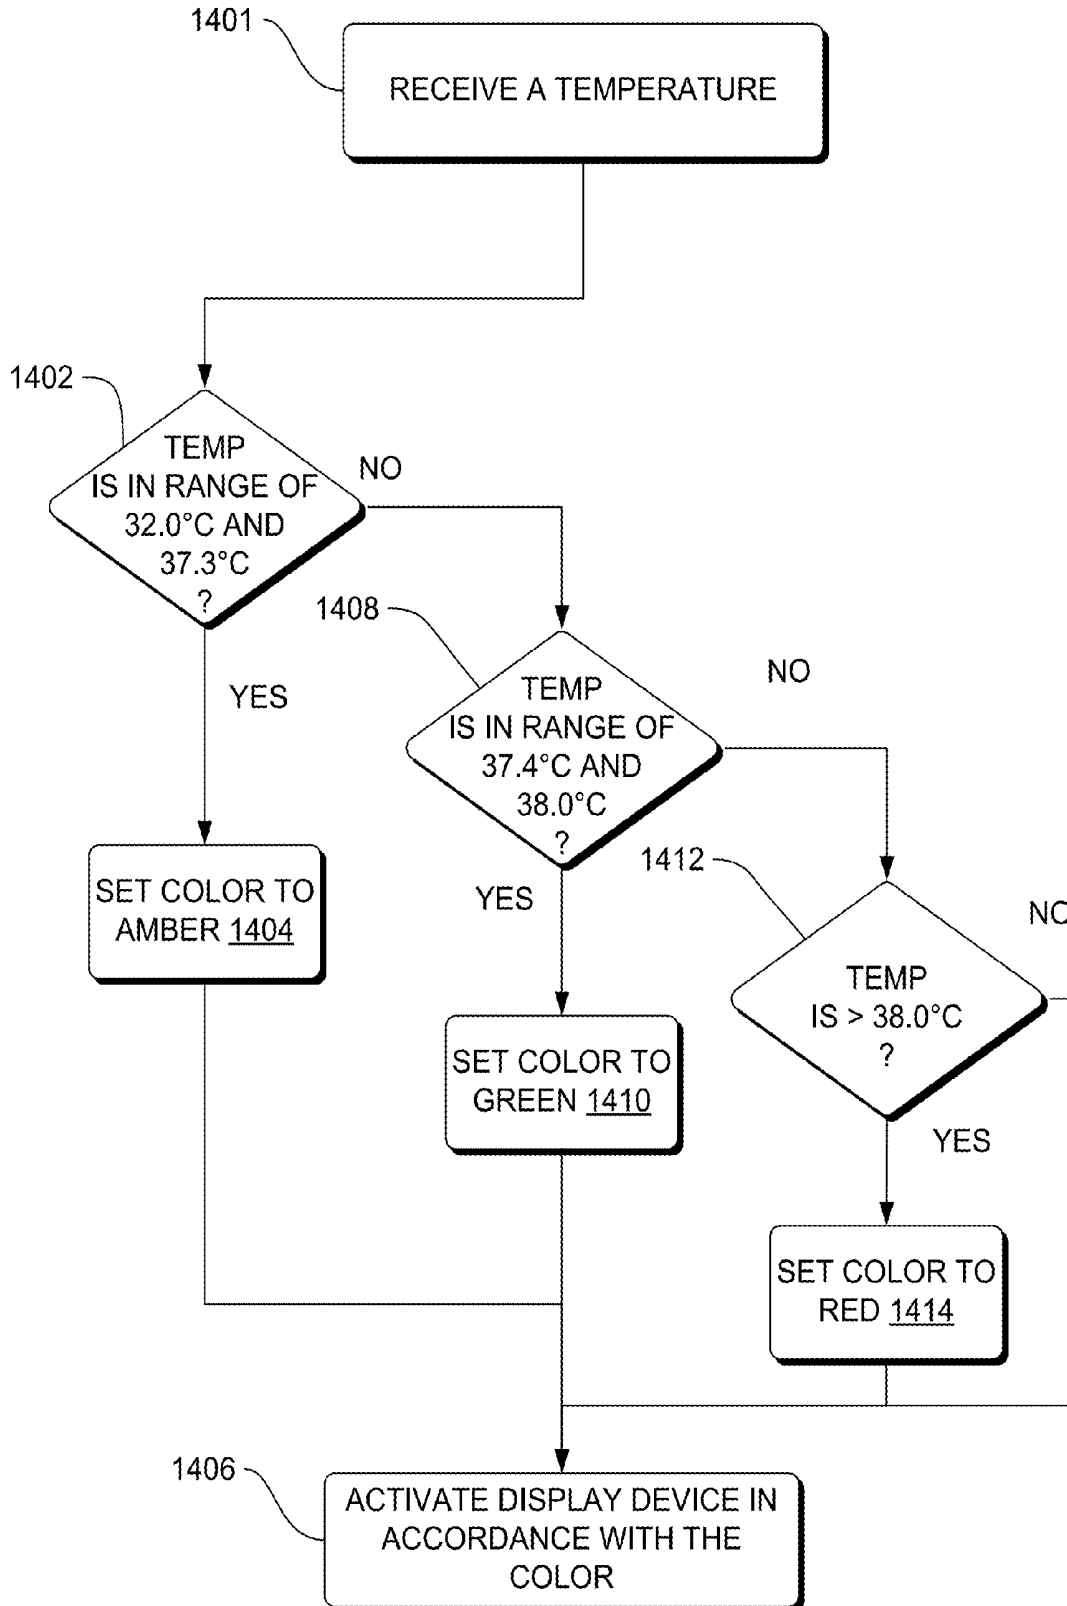 1401
RECEIVE A TEMPERATURE
1402
TEMP
IS IN RANGE OF
32.0°C AND
37.3°C
?
NO
YES
1408
TEMP
IS IN RANGE OF
37.4°C AND
38.0°C
?
NO
YES
SET COLOR TO
AMBER 1404
1412
TEMP
IS > 38.0°C
?
NO
YES
SET COLOR TO
GREEN 1410
SET COLOR TO
RED 1414
1406
ACTIVATE DISPLAY DEVICE IN
ACCORDANCE WITH THE
COLOR